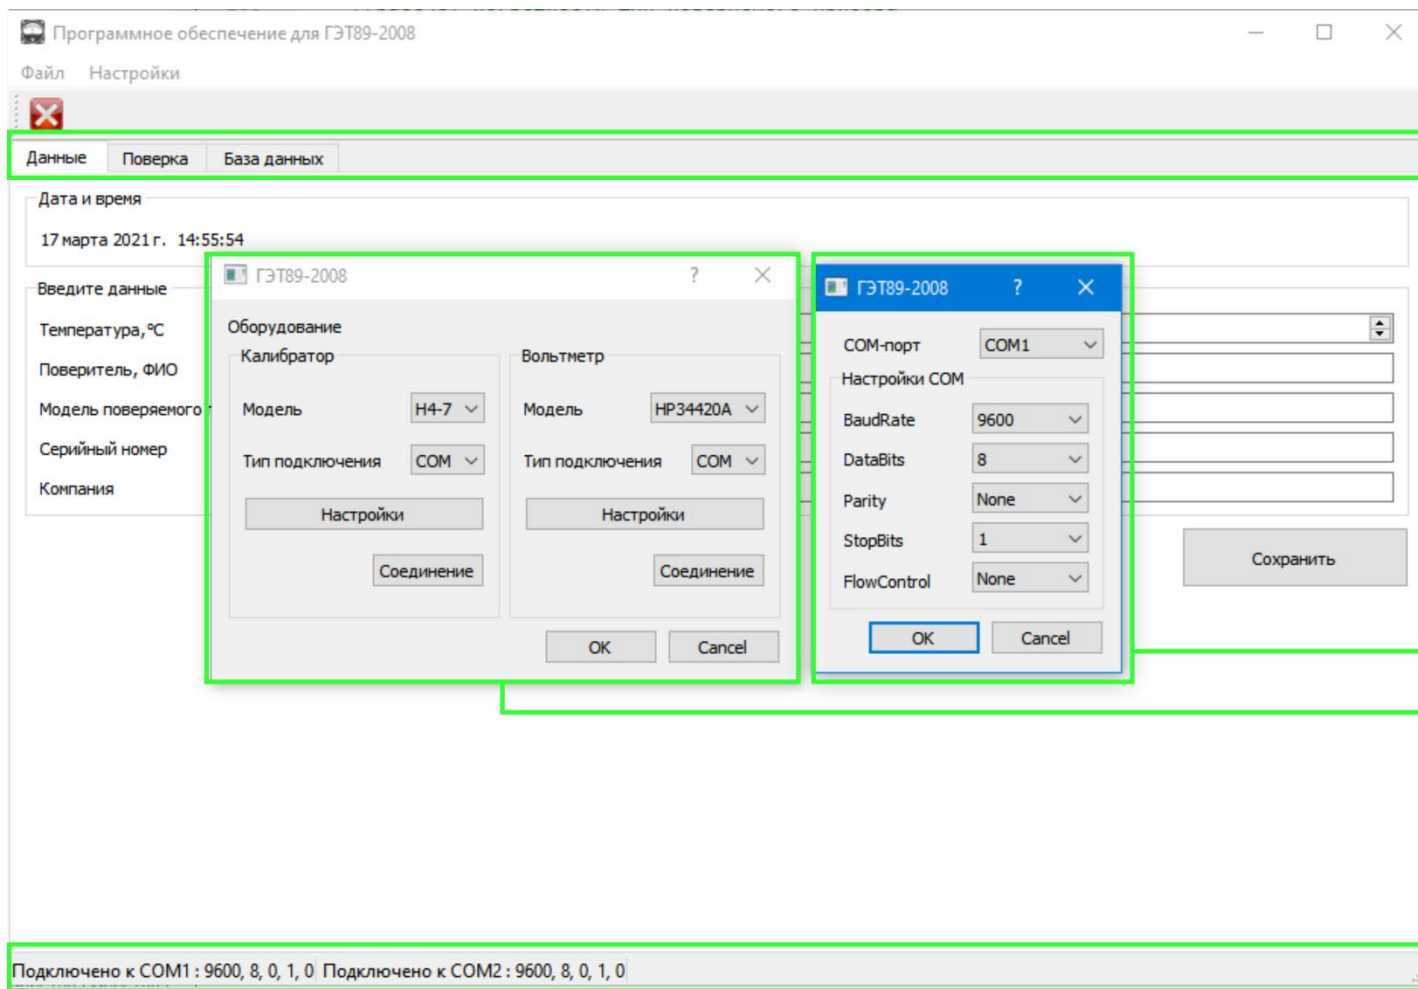 Программное обеспечение для ГЭТ89-2008
Файл Настройки
Данные Поверка База данных
Дата и время
17 марта 2021 г. 14:55:54
Введите данные
Температура,°C
Поверитель, ФИО
Модель поверяемого
Серийный номер
Компания
ГЭТ89-2008 ?
Оборудование
Калибратор
Модель H4-7
Тип подключения COM
Настройки
Соединение
Вольтметр
Модель HP34420A
Тип подключения COM
Настройки
Соединение
OK Cancel
ГЭТ89-2008 ?
COM-порт COM1
Настройки COM
BaudRate 9600
DataBits 8
Parity None
StopBits 1
FlowControl None
OK Cancel
Сохранить
Подключено к COM1 : 9600, 8, 0, 1, 0 Подключено к COM2 : 9600, 8, 0, 1, 0